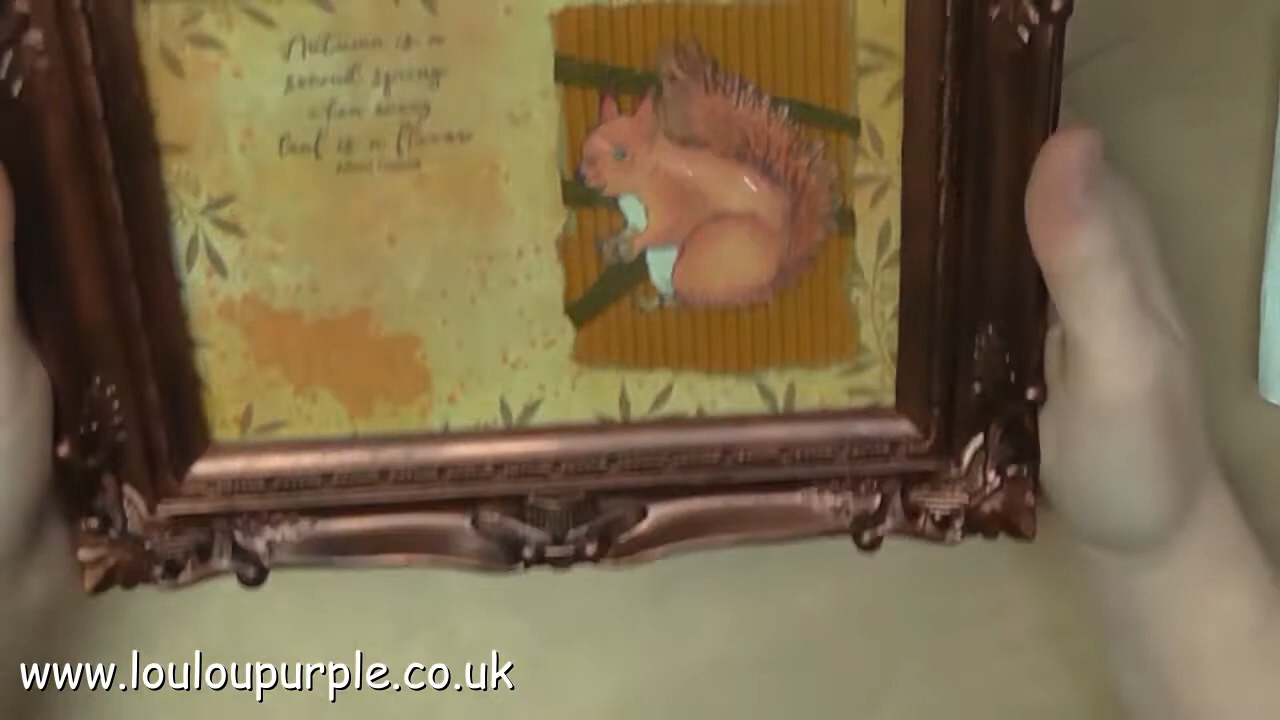 Autumn is a
second spring
when every
leaf is a flower
www.louloupurple.co.uk